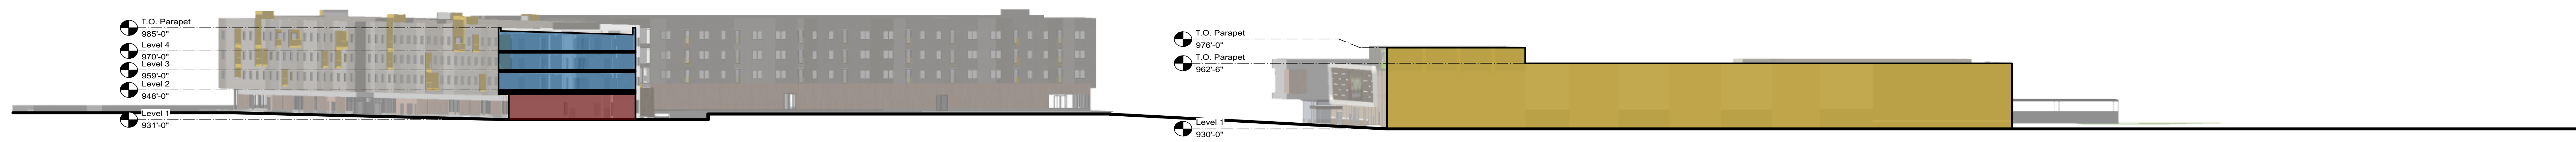 T.O. Parapet
985'-0"
Level 4
970'-0"
Level 3
959'-0"
Level 2
948'-0"
Level 1
931'-0"
T.O. Parapet
976'-0"
T.O. Parapet
962'-6"
Level 1
930'-0"